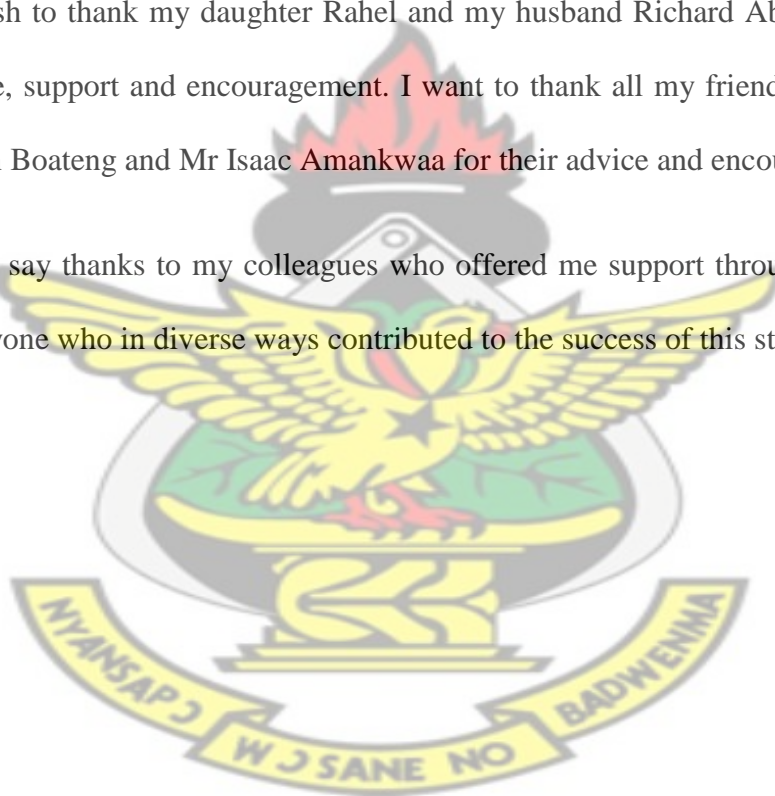 sh to thank my daughter Rahel and my husband Richard Ab
e, support and encouragement. I want to thank all my friend
Boateng and Mr Isaac Amankwaa for their advice and encou
say thanks to my colleagues who offered me support throu
yone who in diverse ways contributed to the success of this st
NYANSAPƆ
WƆ SANE NO
BADWENMA